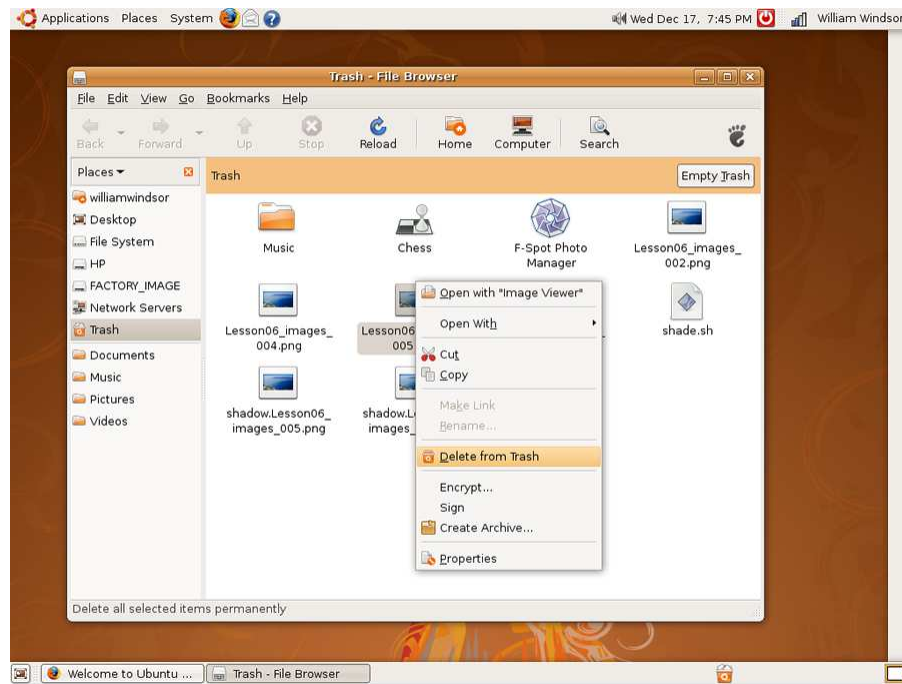 Applications Places System
Wed Dec 17, 7:45 PM William Windsor
Trash - File Browser
File Edit View Go Bookmarks Help
Back Forward Up Stop Reload Home Computer Search
Places
Trash Empty Trash
williamwindsor
Desktop
File System
HP
FACTORY_IMAGE
Network Servers
Trash
Documents
Music
Pictures
Videos
Music
Chess
F-Spot Photo
Manager
Lesson06_images_
002.png
Lesson06_images_
004.png
Lesson06
005
shade.sh
shadow.Lesson06_
images_005.png
shadow.L
images_
Open with "Image Viewer"
Open With
Cut
Copy
Make Link
Rename...
Delete from Trash
Encrypt...
Sign
Create Archive...
Properties
Delete all selected items permanently
Welcome to Ubuntu ... Trash - File Browser